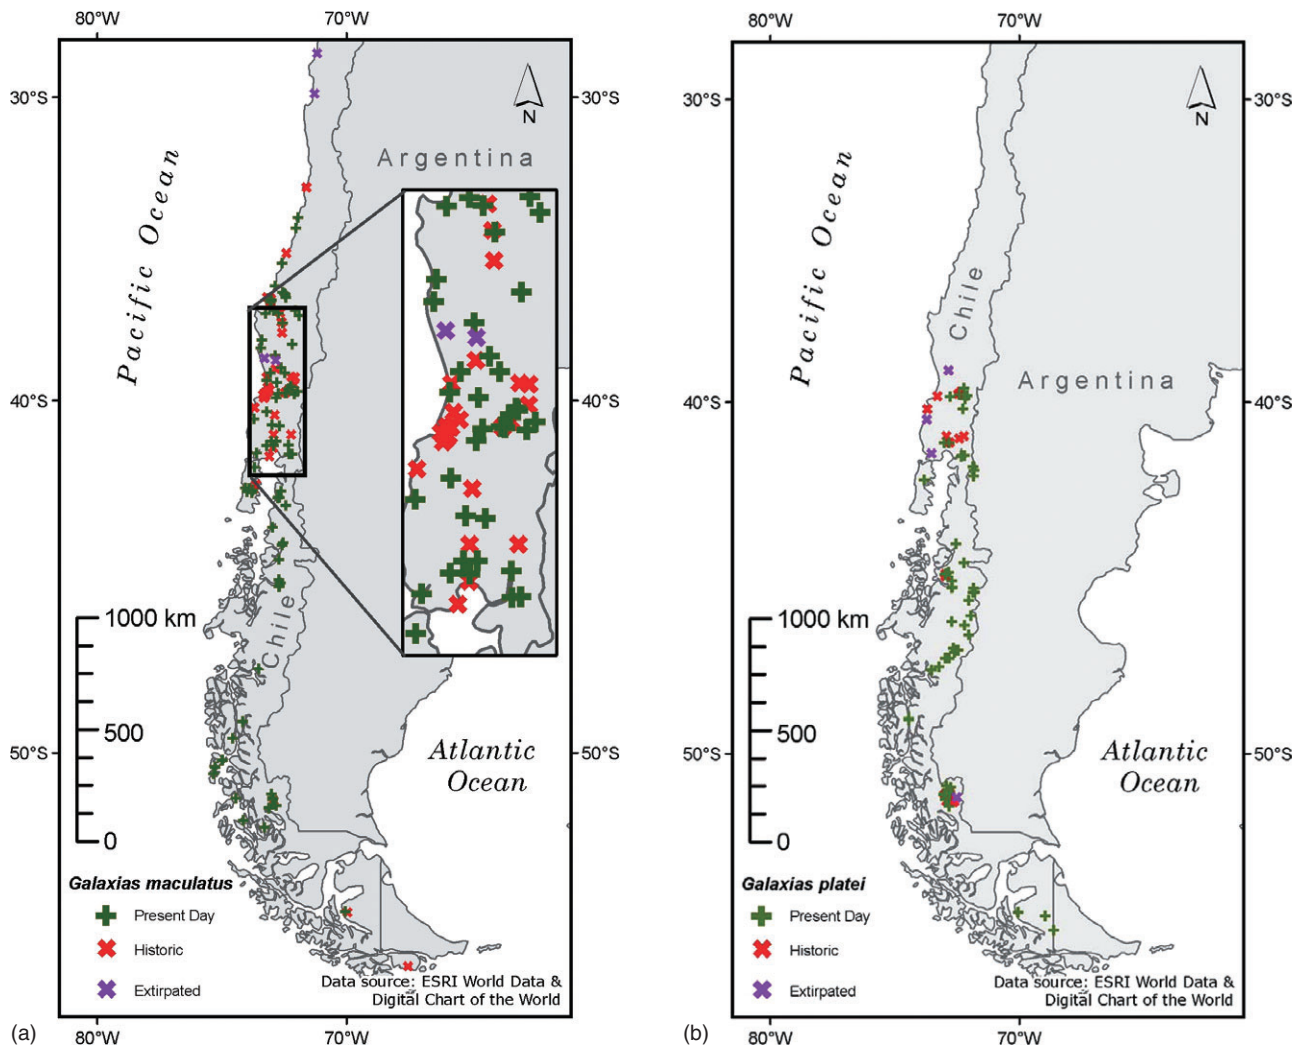 80°W
70°W
30°S
30°S
N
Argentina
Pacific Ocean
40°S
40°S
Chile
1000 km
500
0
50°S
50°S
Atlantic
Ocean
Galaxias maculatus
Present Day
Historic
Extirpated
Data source: ESRI World Data &
Digital Chart of the World
(a)
80°W
70°W
80°W
70°W
30°S
N
Pacific Ocean
Chile
Argentina
40°S
1000 km
500
0
50°S
Atlantic
Ocean
Galaxias platei
Present Day
Historic
Extirpated
Data source: ESRI World Data &
Digital Chart of the World
(b)
80°W
70°W